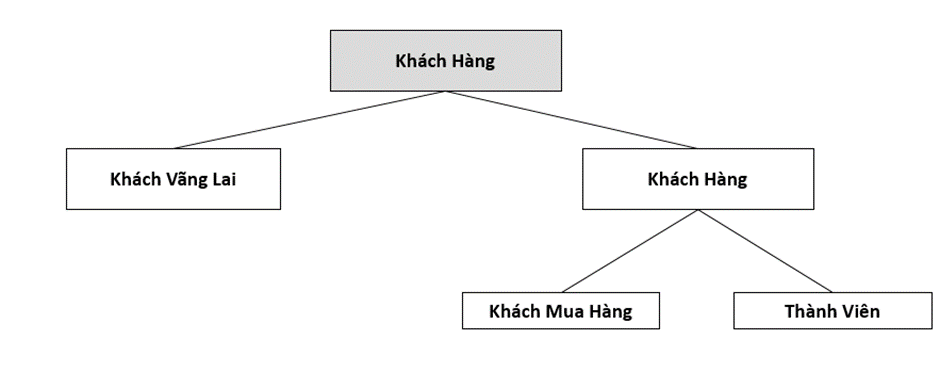 Khách Hàng
Khách Vãng Lai
Khách Hàng
Khách Mua Hàng
Thành Viên